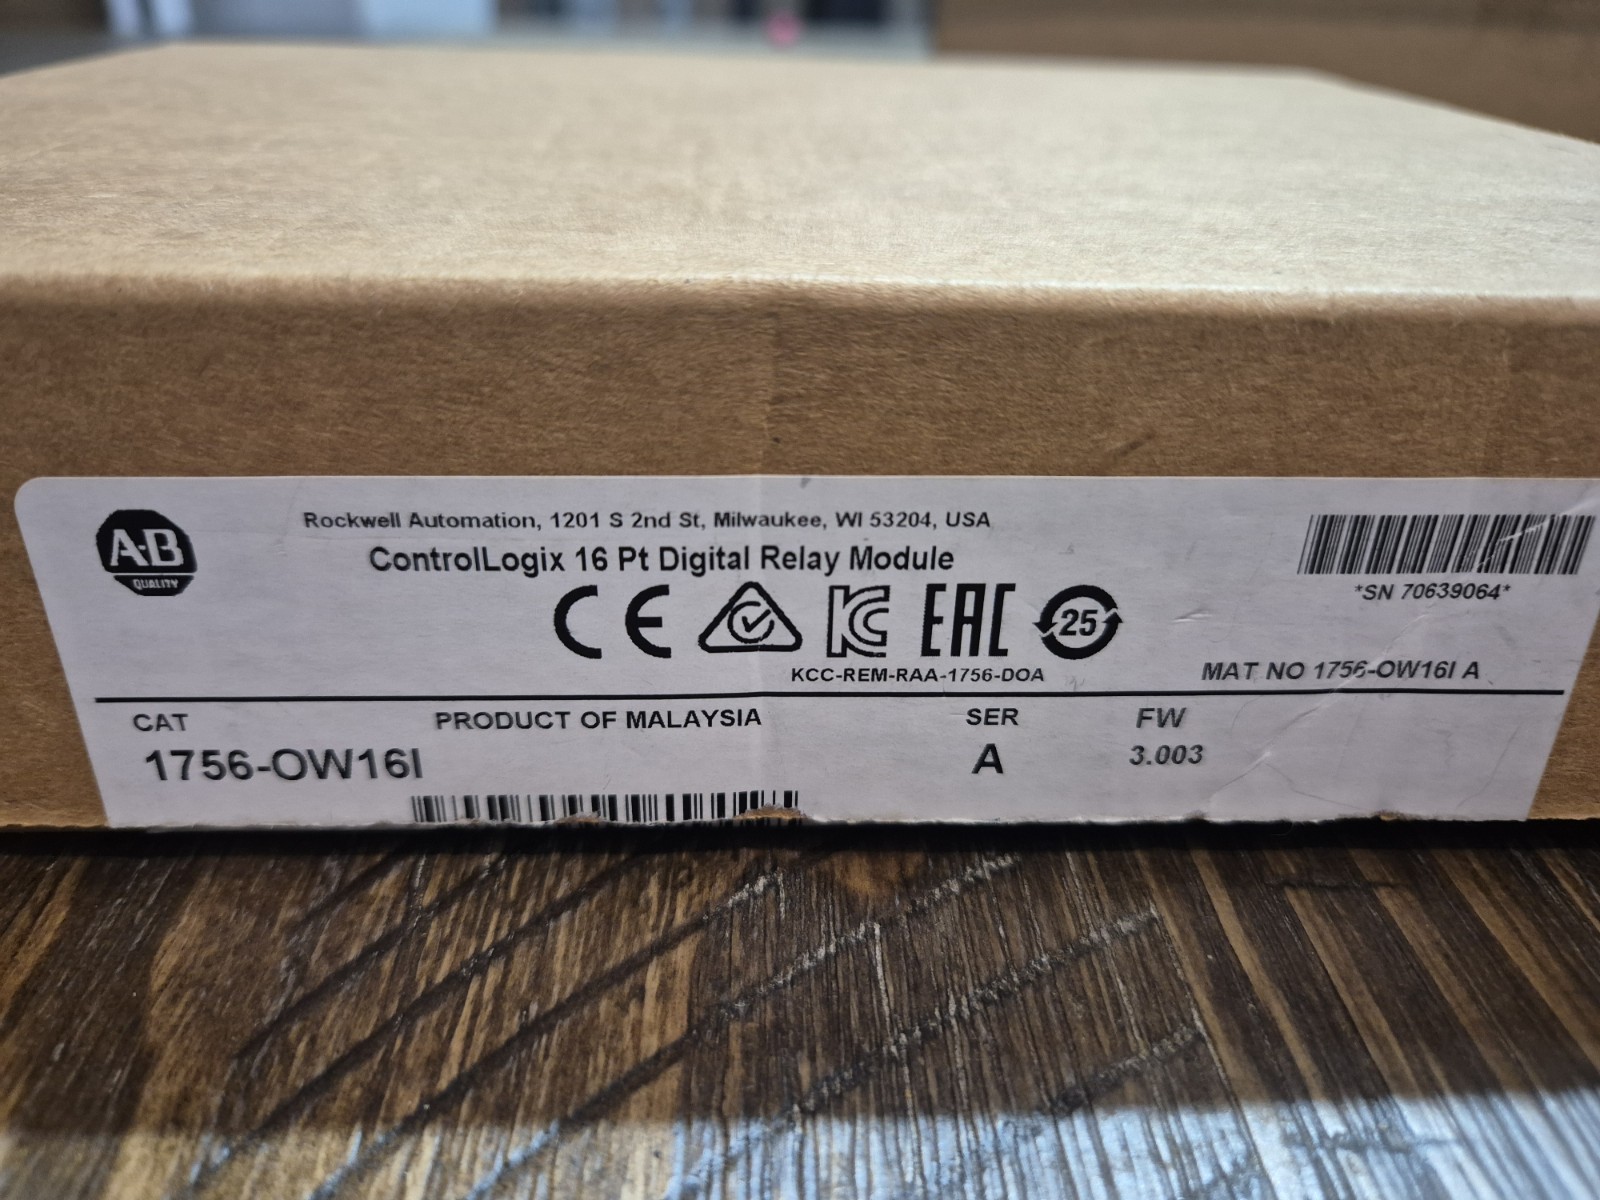 A·B
QUALITY
Rockwell Automation, 1201 S 2nd St, Milwaukee, WI 53204, USA
ControlLogix 16 Pt Digital Relay Module
*SN 70639064*
CE KC EAC 25
KCC-REM-RAA-1756-DOA
MAT NO 1756-OW16I A
CAT PRODUCT OF MALAYSIA SER FW
1756-OW16I A 3.003